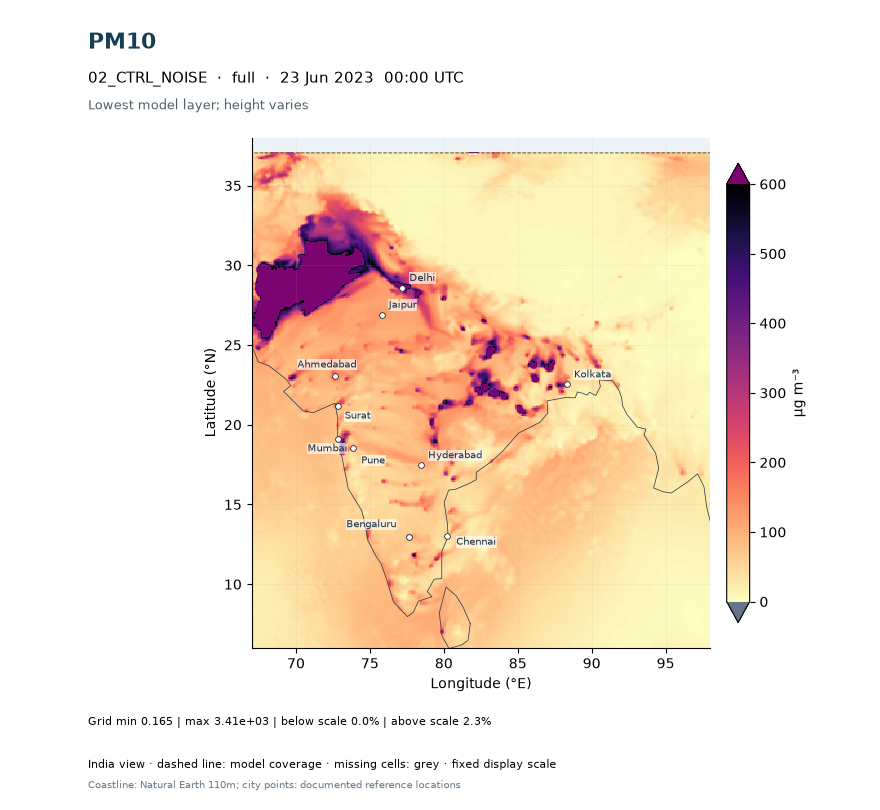 PM10
02_CTRL_NOISE · full · 23 Jun 2023 00:00 UTC
Lowest model layer; height varies
35
30
25
20
15
10
Latitude (°N)
70
75
80
85
90
95
Longitude (°E)
Delhi
Jaipur
Ahmedabad
Kolkata
Surat
Mumbai
Pune
Hyderabad
Bengaluru
Chennai
600
500
400
300
200
100
0
µg m⁻³
Grid min 0.165 | max 3.41e+03 | below scale 0.0% | above scale 2.3%
India view · dashed line: model coverage · missing cells: grey · fixed display scale
Coastline: Natural Earth 110m; city points: documented reference locations